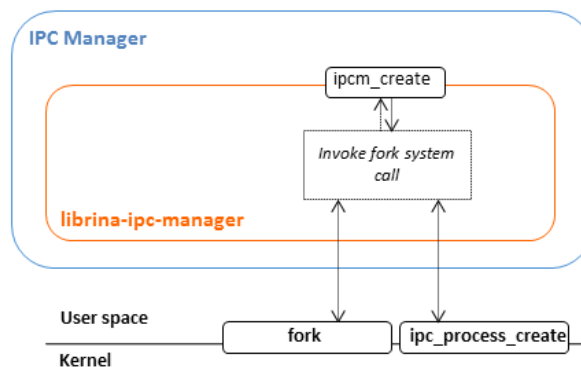 IPC Manager
ipcm_create
Invoke fork system
call
librina-ipc-manager
User space
fork
ipc_process_create
Kernel